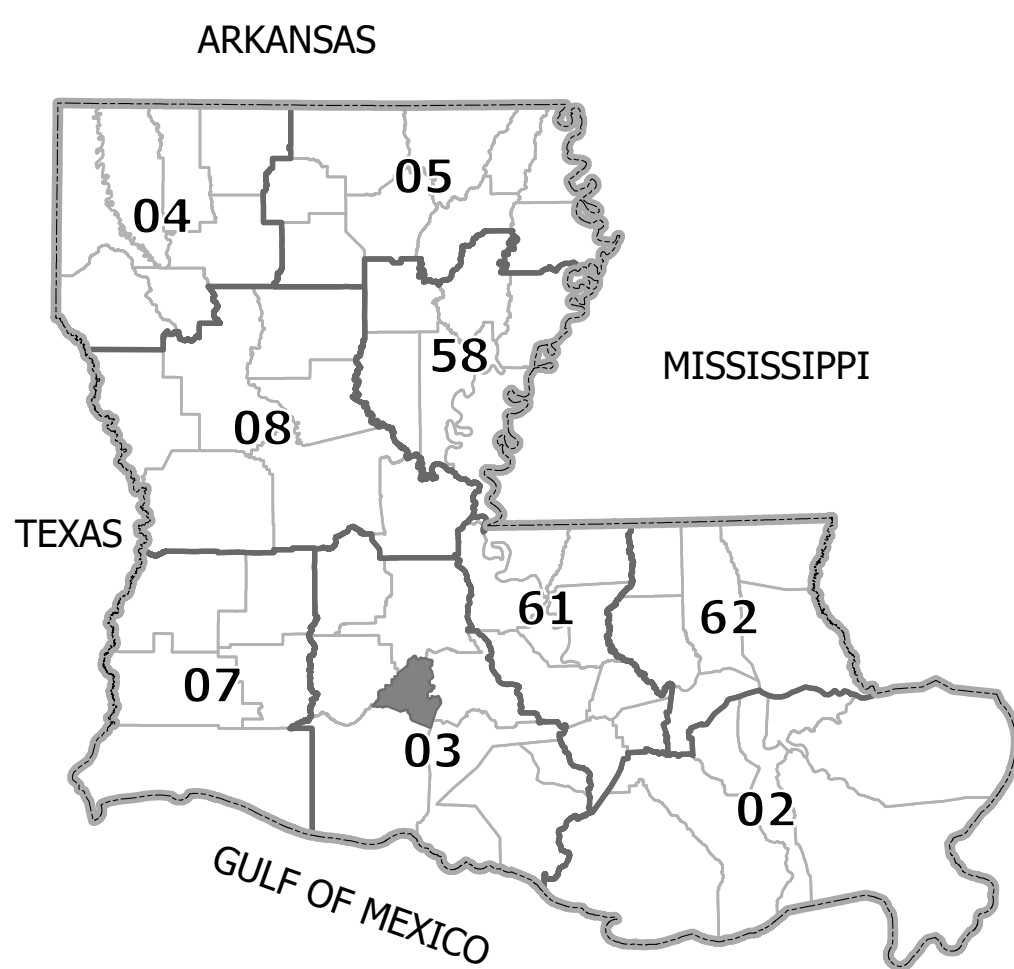 ARKANSAS
05
04
58
MISSISSIPPI
08
TEXAS
61
62
07
03
02
GULF OF MEXICO